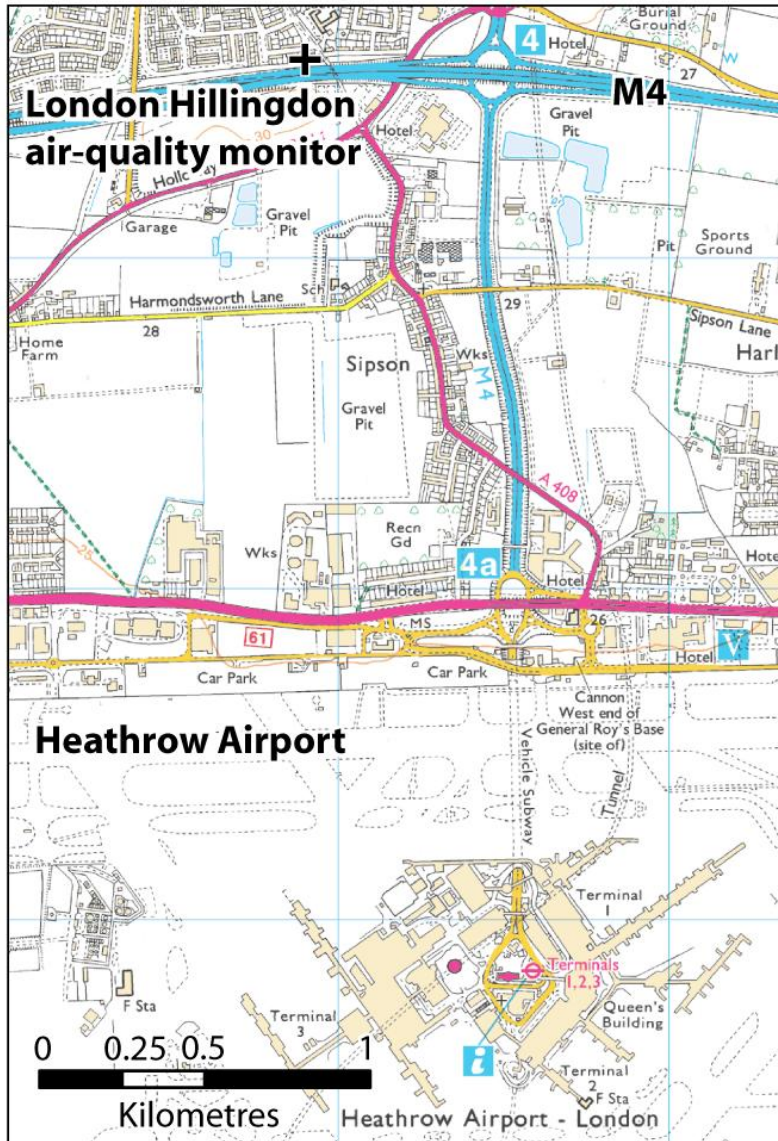 Burial
Ground
4
Hotel
W
27
M4
London Hillingdon
air-quality monitor
30
Hotel
Gravel
Pit
Garage
Gravel
Pit
Pit
Sports
Ground
Sch
Harmondsworth Lane
28
29
Sipson Lane
Home
Farm
Sipson
Wks
M 4
Harl
Gravel
Pit
A 408
Recn
Gd
Wks
25
4a
Hotel
Hotel
Hote
61
MS
26
V
Hotel
Car Park
Car Park
Cannon
West end of
General Roy's Base
(site of)
Heathrow Airport
Vehicle Subway
Tunnel
Terminal
1
Terminals
1,2,3
F Sta
Queen's
Building
Terminal
3
i
Terminal
2
F Sta
0 0.25 0.5 1
Kilometres
Heathrow Airport - London